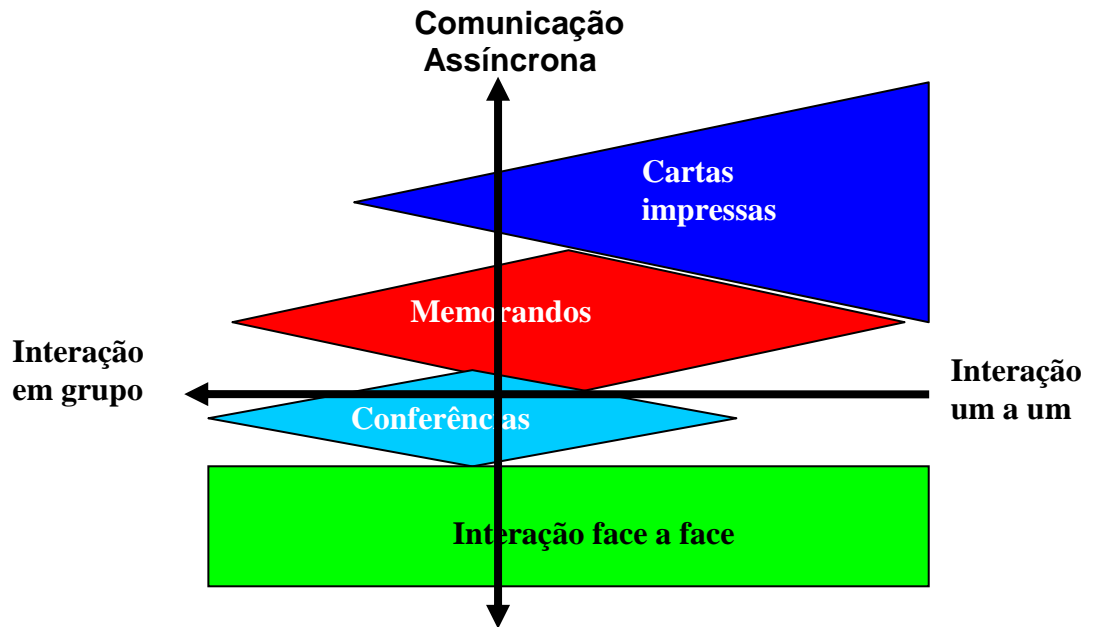 Comunicação
Assíncrona
Cartas
impressas
Memorandos
Interação
em grupo
Interação
um a um
Conferências
Interação face a face